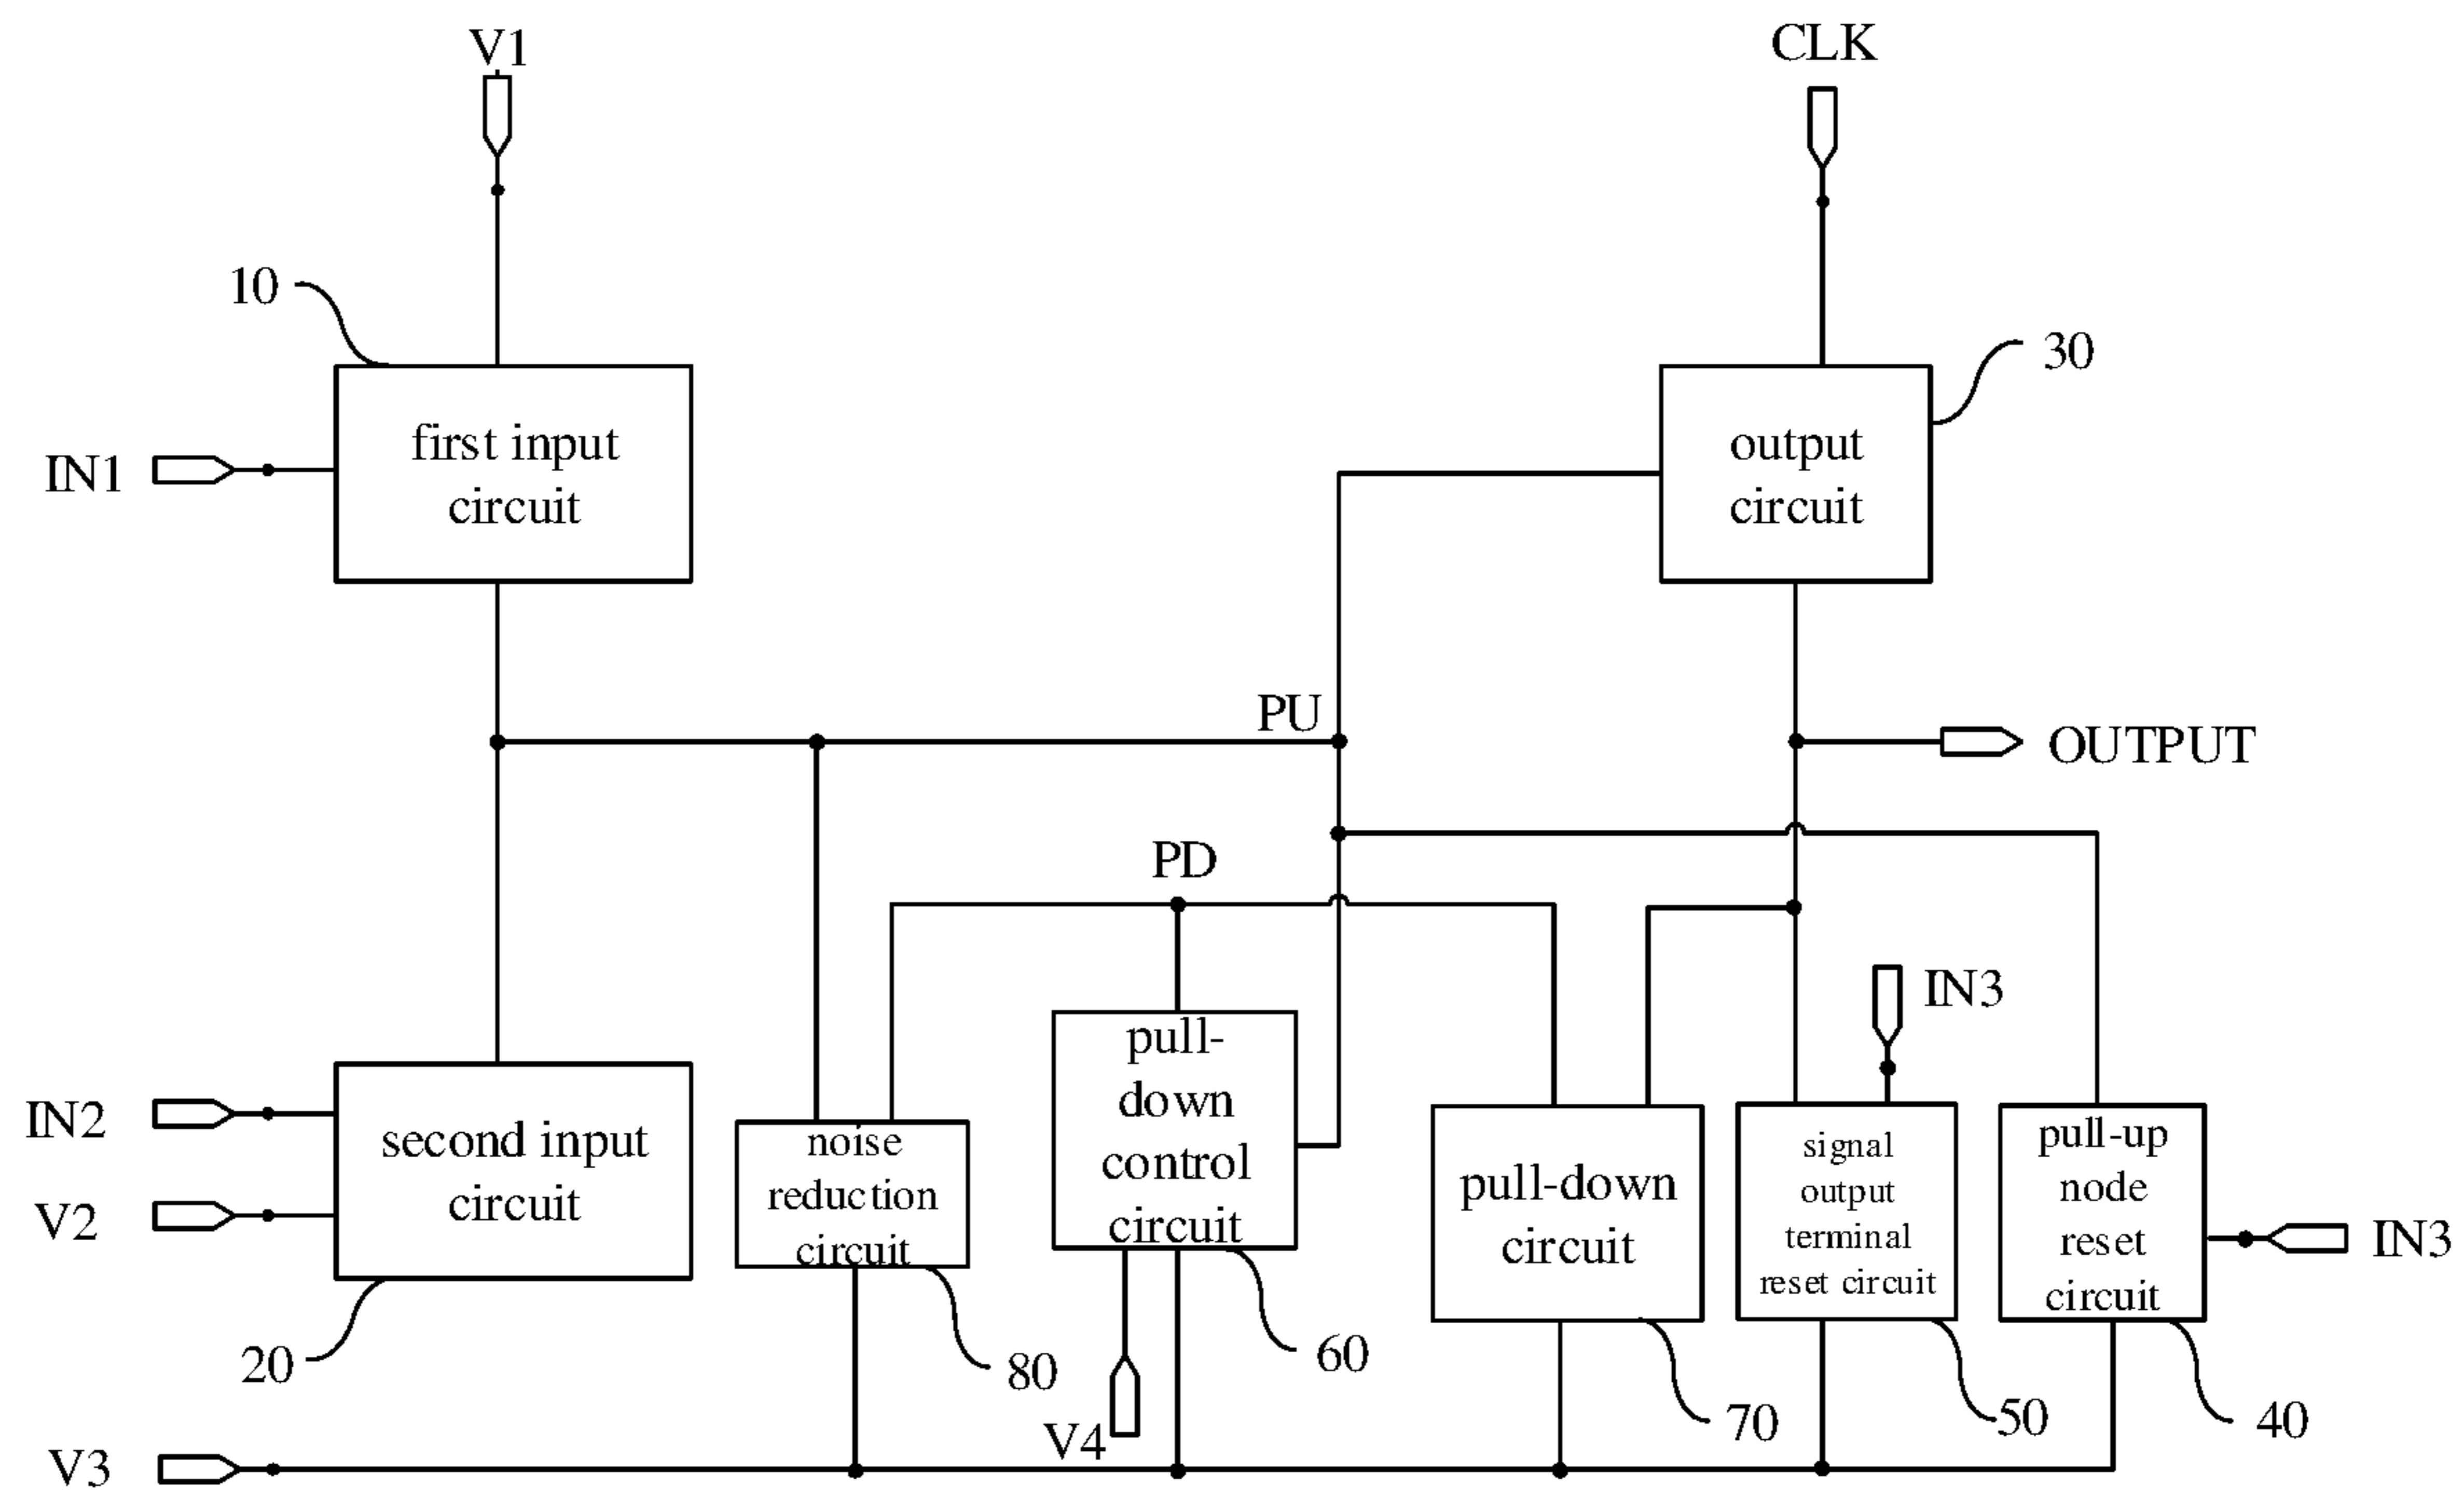 V1
CLK
10
30
first input
circuit
output
circuit
IN1
PU
OUTPUT
PD
IN3
IN2
V2
second input
circuit
noise
reduction
circuit
pull-
down
control
circuit
pull-down
circuit
signal
output
terminal
reset circuit
pull-up
node
reset
circuit
IN3
20
80
60
70
50
40
V4
V3